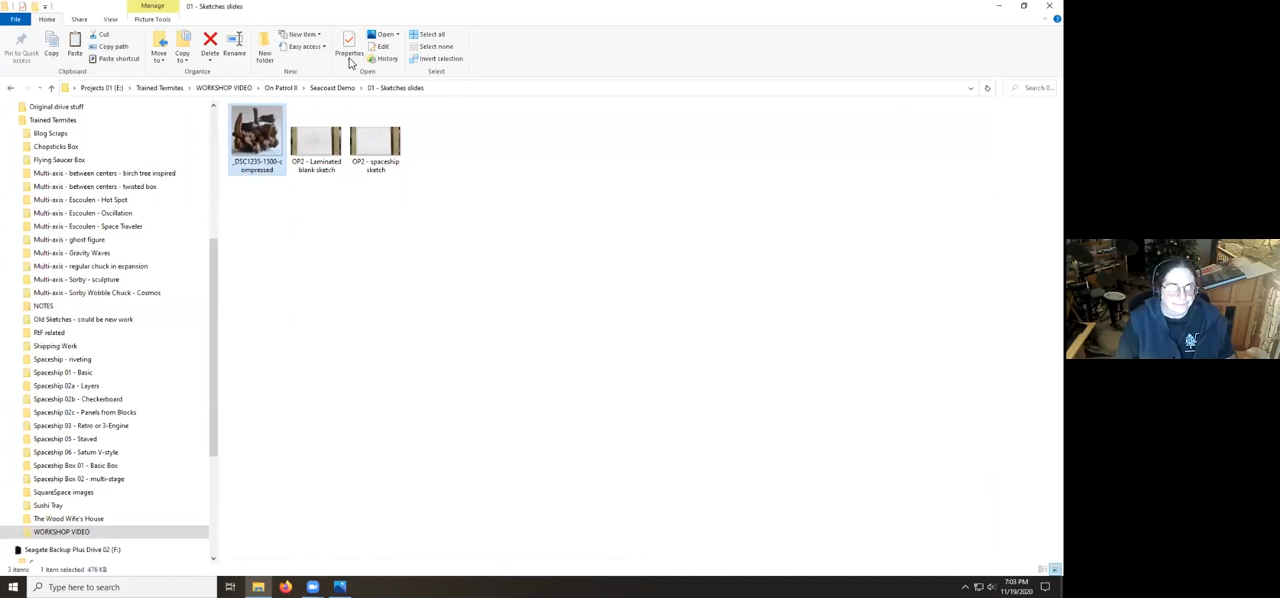 Manage
01 - Sketches slides
File
Home
Share
View
Picture Tools
Pin to Quick access
Copy
Paste
Cut
Copy path
Paste shortcut
Clipboard
Move to
Copy to
Delete
Rename
Organize
New folder
New item
Easy access
New
Properties
Open
Edit
History
Open
Select all
Select none
Invert selection
Select
Projects 01 (E:) > Trained Termites > WORKSHOP VIDEO > On Patrol II > Seacoast Demo > 01 - Sketches slides
Original drive stuff
Trained Termites
Blog Scraps
Chopsticks Box
Flying Saucer Box
Multi-axis - between centers - birch tree inspired
Multi-axis - between centers - twisted box
Multi-axis - Escoulen - Hot Spot
Multi-axis - Escoulen - Oscillation
Multi-axis - Escoulen - Space Traveler
Multi-axis - ghost figure
Multi-axis - Gravity Waves
Multi-axis - regular chuck in expansion
Multi-axis - Sorby - sculpture
Multi-axis - Sorby Wobble Chuck - Cosmos
NOTES
Old Sketches - could be new work
RtF related
Shipping Work
Spaceship - riveting
Spaceship 01 - Basic
Spaceship 02a - Layers
Spaceship 02b - Checkerboard
Spaceship 02c - Panels from Blocks
Spaceship 03 - Retro or 3-Engine
Spaceship 05 - Staved
Spaceship 06 - Saturn V-style
Spaceship Box 01 - Basic Box
Spaceship Box 02 - multi-stage
SquareSpace images
Sushi Tray
The Wood Wife's House
WORKSHOP VIDEO
Seagate Backup Plus Drive 02 (F:)
_DSC1235-1500-c
ompressed
OP2 - Laminated
blank sketch
OP2 - spaceship
sketch
3 items
1 item selected 476 KB
Type here to search
7:03 PM
11/19/2020